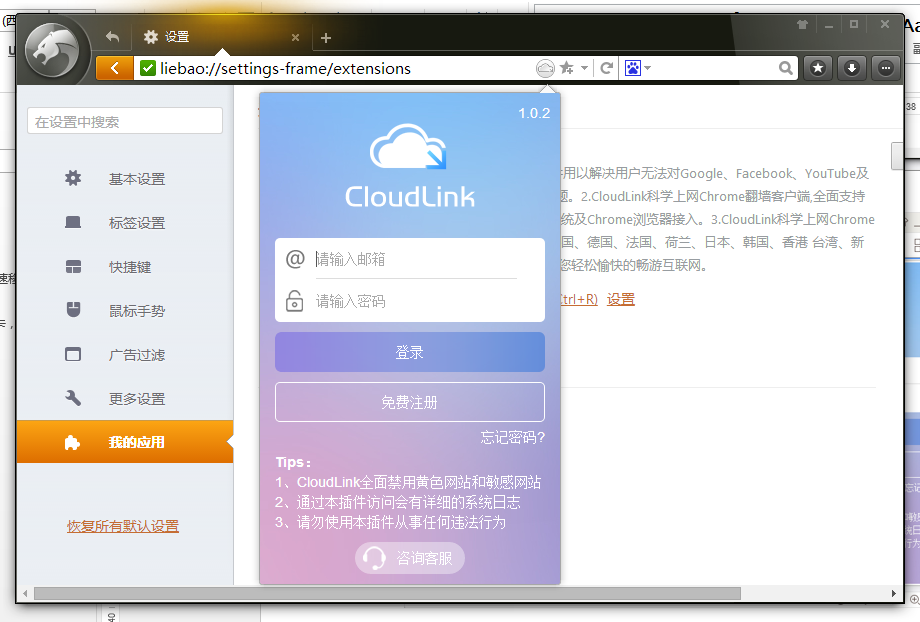 设置
liebao://settings-frame/extensions
在设置中搜索
基本设置
标签设置
快捷键
鼠标手势
广告过滤
更多设置
我的应用
恢复所有默认设置
1.0.2
CloudLink
请输入邮箱
请输入密码
登录
免费注册
忘记密码?
Tips：
1、CloudLink全面禁用黄色网站和敏感网站
2、通过本插件访问会有详细的系统日志
3、请勿使用本插件从事任何违法行为
咨询客服
用以解决用户无法对Google、Facebook、YouTube及
题。2.CloudLink科学上网Chrome翻墙客户端,全面支持
统及Chrome浏览器接入。3.CloudLink科学上网Chrome
国、德国、法国、荷兰、日本、韩国、香港 台湾、新
您轻松愉快的畅游互联网。
Ctrl+R) 设置
38
40